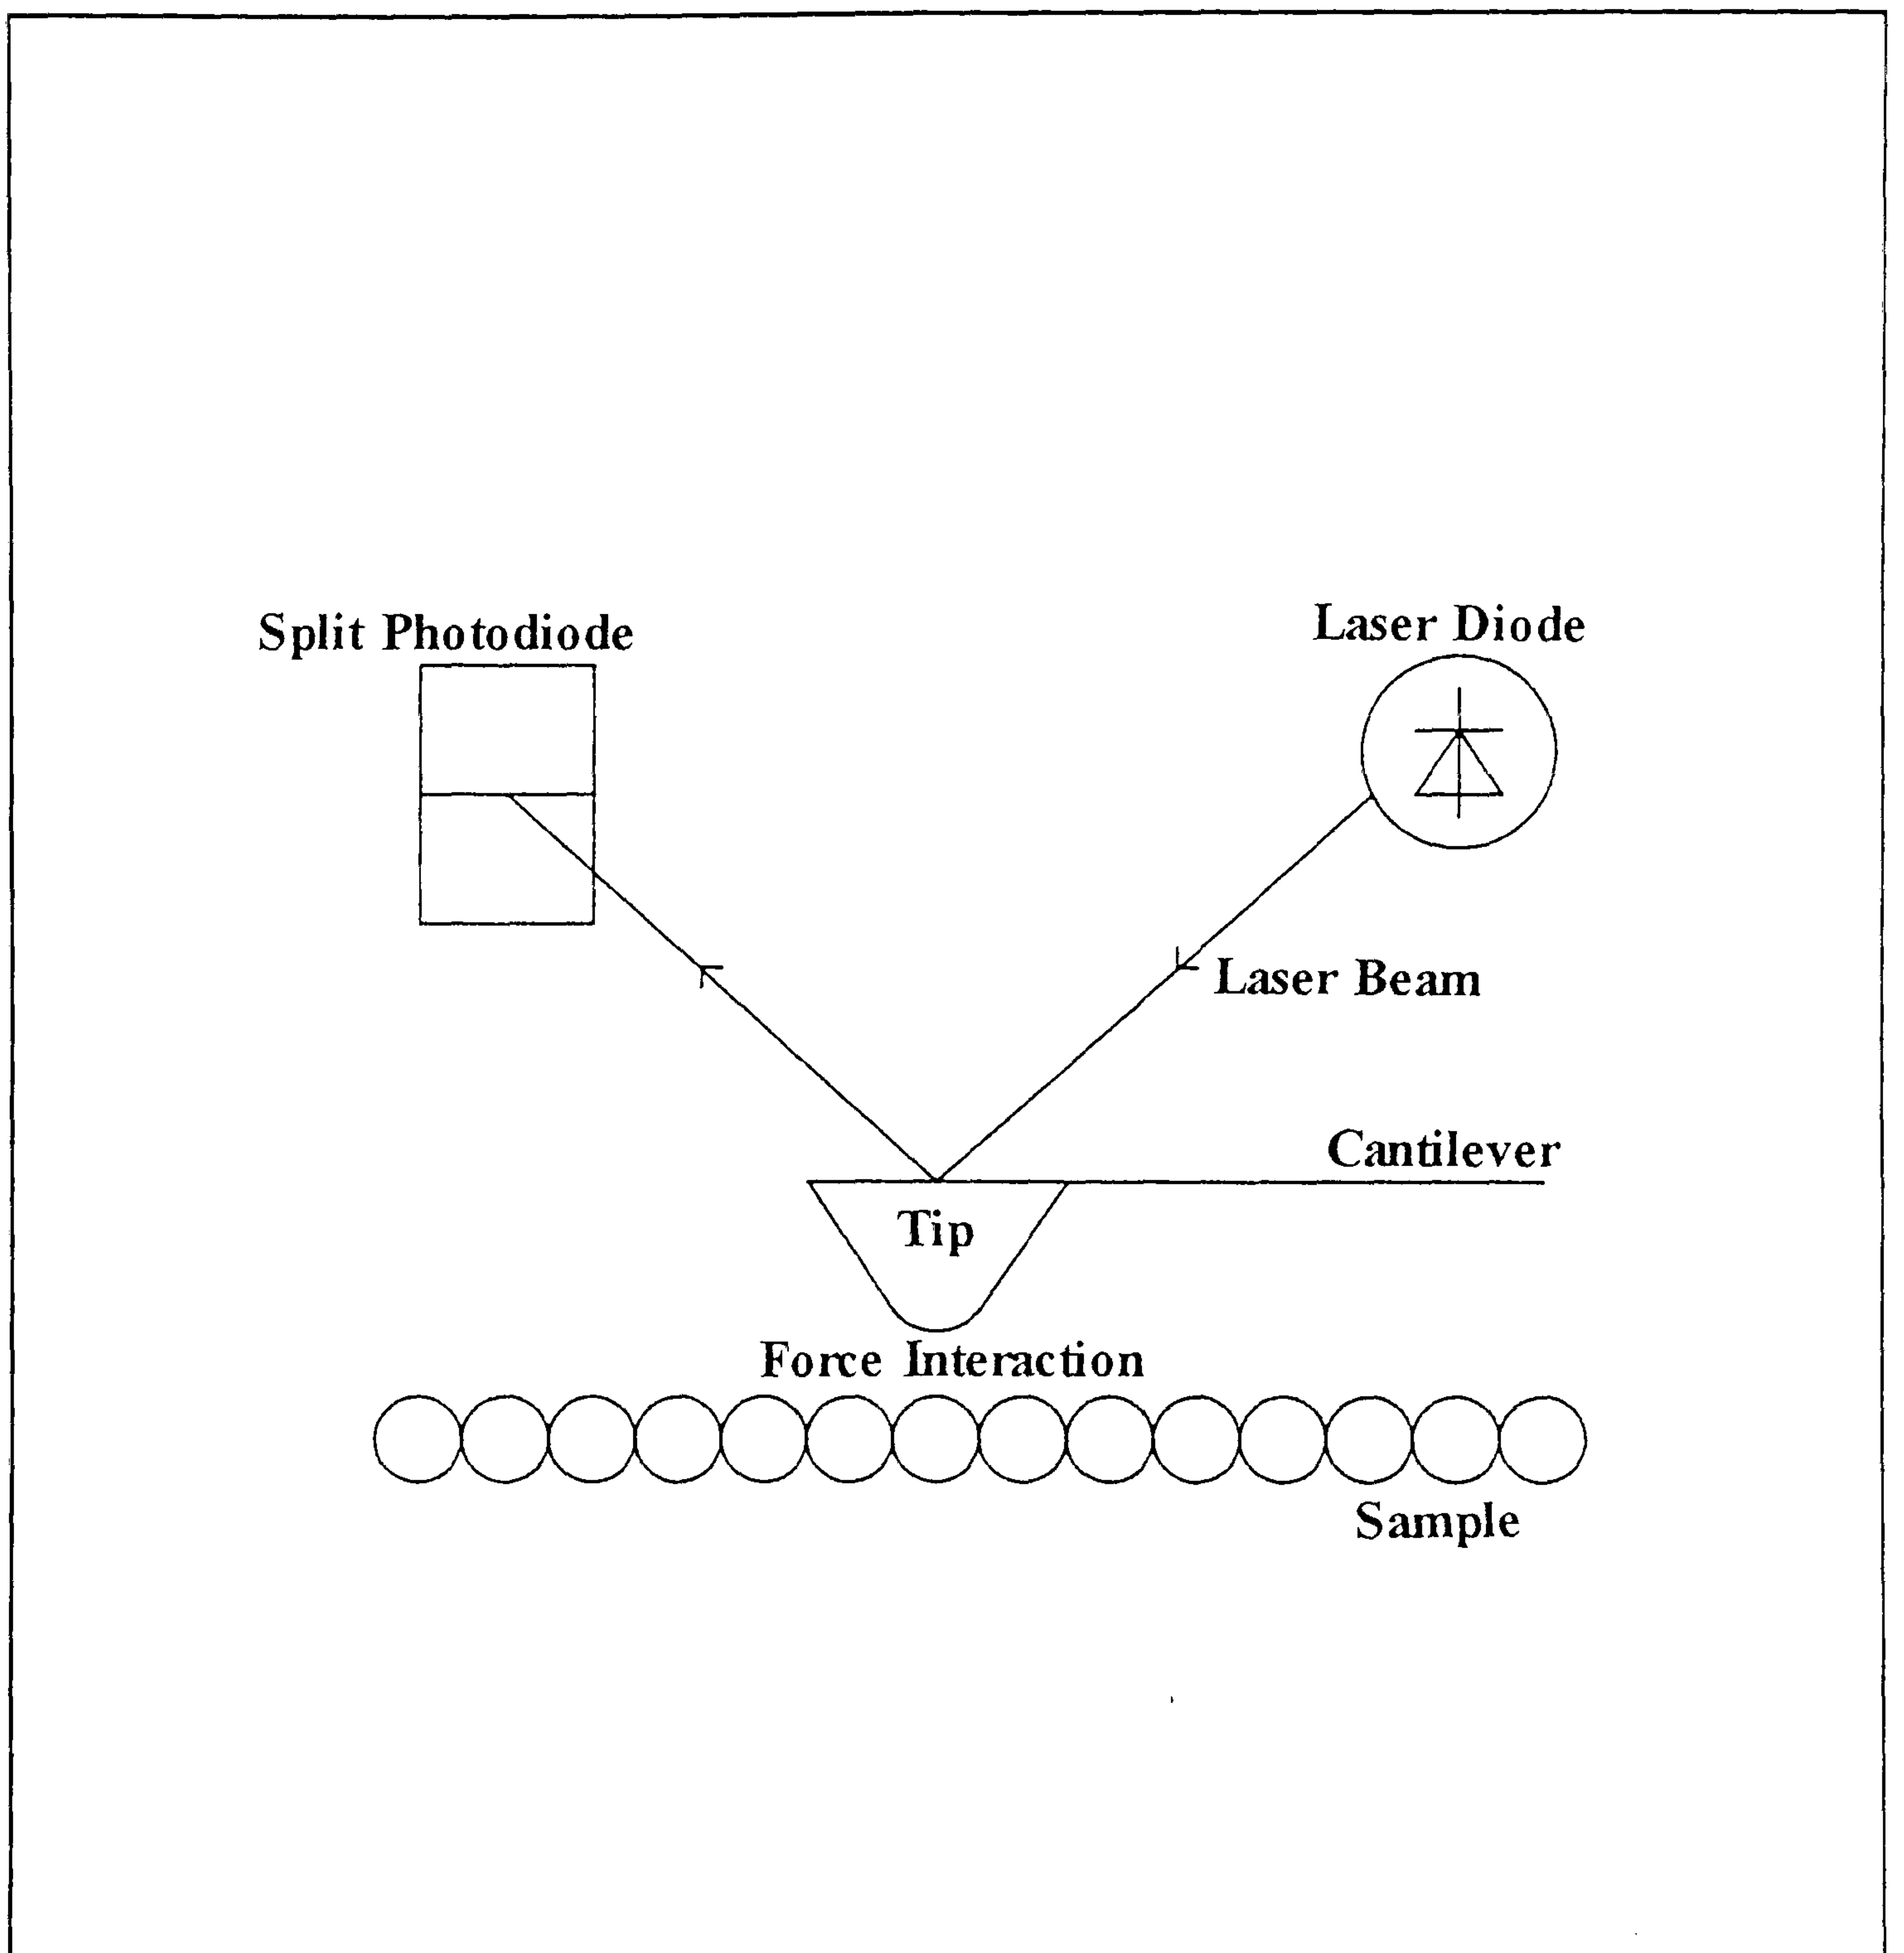 Split Photodiode
Laser Diode
Laser Beam
Cantilever
Tip
Force Interaction
Sample